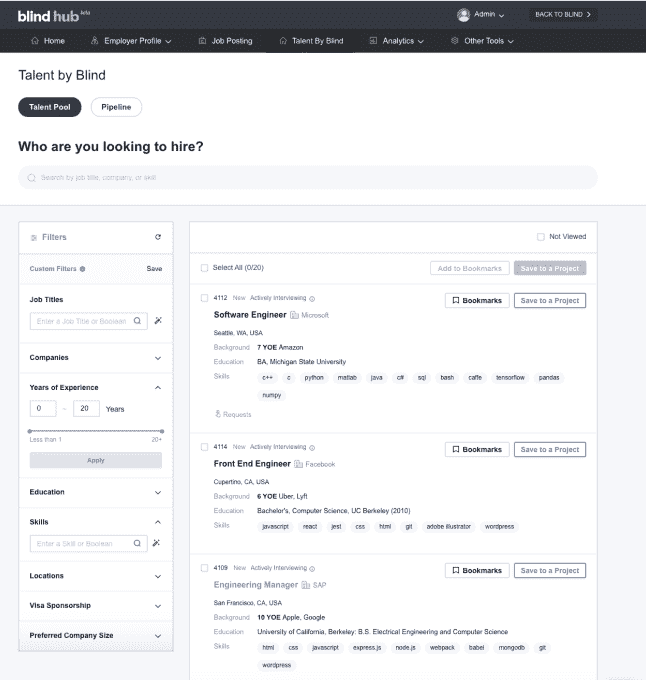 blind hub beta
Admin
BACK TO BLIND
Home
Employer Profile
Job Posting
Talent By Blind
Analytics
Other Tools
Talent by Blind
Talent Pool
Pipeline
Who are you looking to hire?
Search by job title, company, or skill
Filters
Custom Filters
Save
Job Titles
Enter a Job Title or Boolean
Companies
Years of Experience
0 - 20 Years
Less than 1 20+
Apply
Education
Skills
Enter a Skill or Boolean
Locations
Visa Sponsorship
Preferred Company Size
Not Viewed
Select All (0/20)
Add to Bookmarks
Save to a Project
4112 New Actively Interviewing
Bookmarks
Save to a Project
Software Engineer Microsoft
Seattle, WA, USA
Background 7 YOE Amazon
Education BA, Michigan State University
Skills c++ c python matlab java c# sql bash caffe tensorflow pandas
numpy
Requests
4114 New Actively Interviewing
Bookmarks
Save to a Project
Front End Engineer Facebook
Cupertino, CA, USA
Background 6 YOE Uber, Lyft
Education Bachelor's, Computer Science, UC Berkeley (2010)
Skills javascript react jest css html git adobe illustrator wordpress
4109 New Actively Interviewing
Bookmarks
Save to a Project
Engineering Manager SAP
San Francisco, CA, USA
Background 10 YOE Apple, Google
Education University of California, Berkeley: B.S. Electrical Engineering and Computer Science
Skills html css javascript express.js node.js webpack babel mongodb git
wordpress